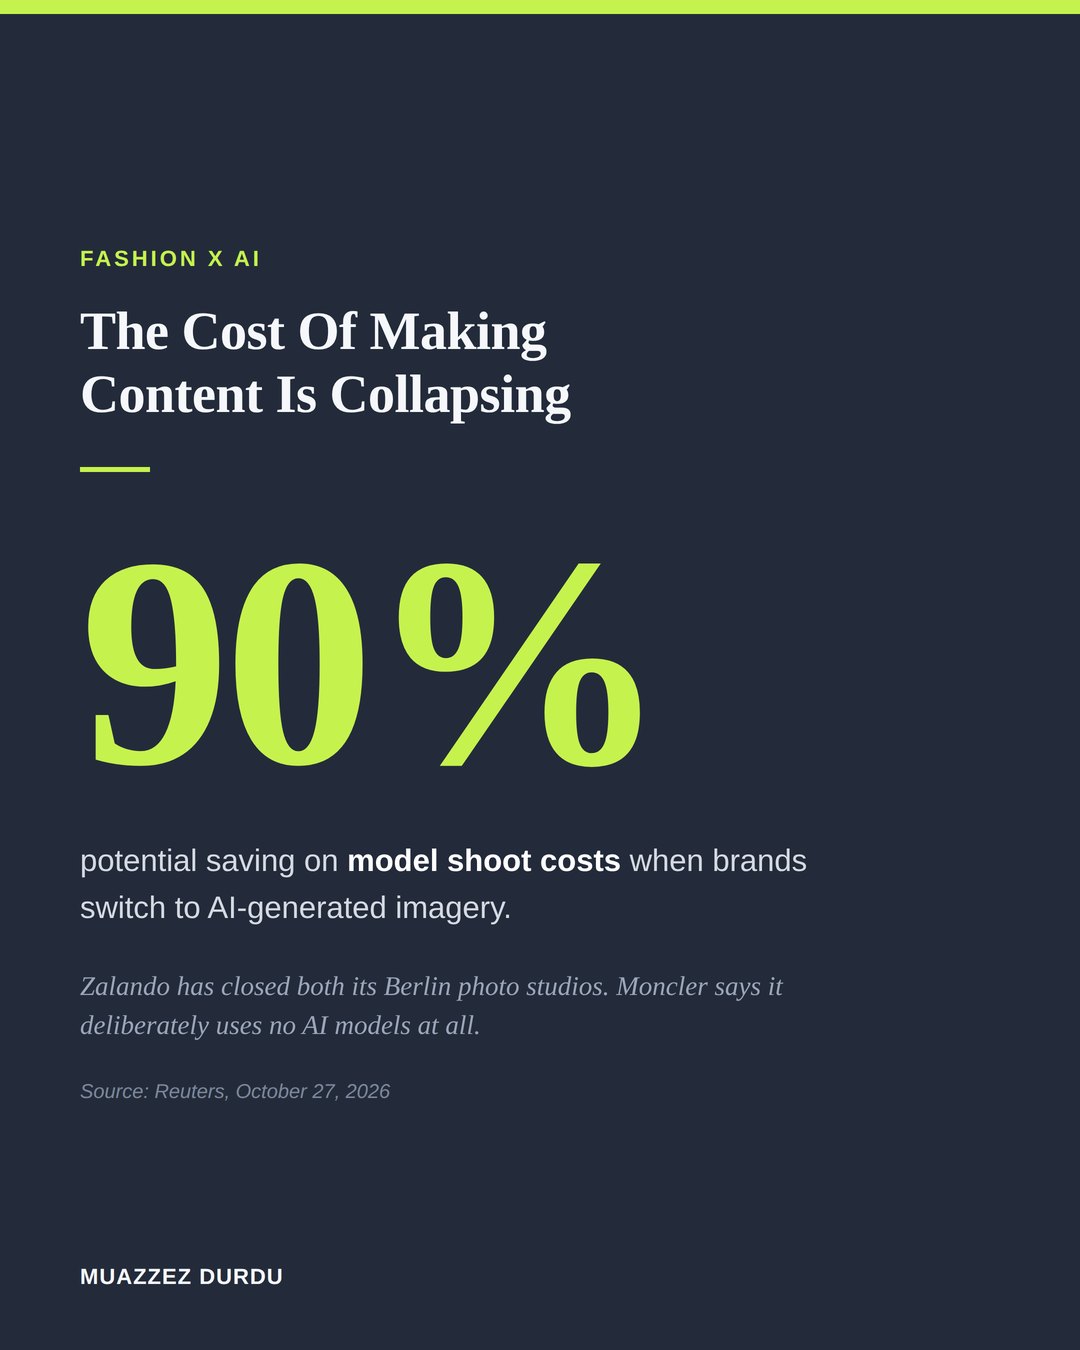 FASHION X AI
The Cost Of Making
Content Is Collapsing
90%
potential saving on model shoot costs when brands
switch to AI-generated imagery.
Zalando has closed both its Berlin photo studios. Moncler says it
deliberately uses no AI models at all.
Source: Reuters, October 27, 2026
MUAZZEZ DURDU